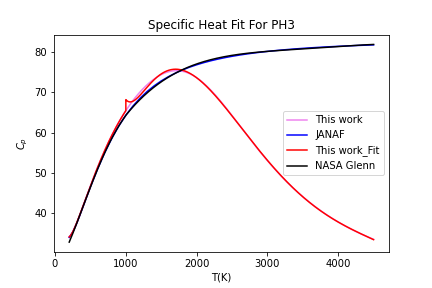 Specific Heat Fit For PH3
80
70
60
50
40
C_p
This work
JANAF
This work_Fit
NASA Glenn
0
1000
2000
3000
4000
T(K)